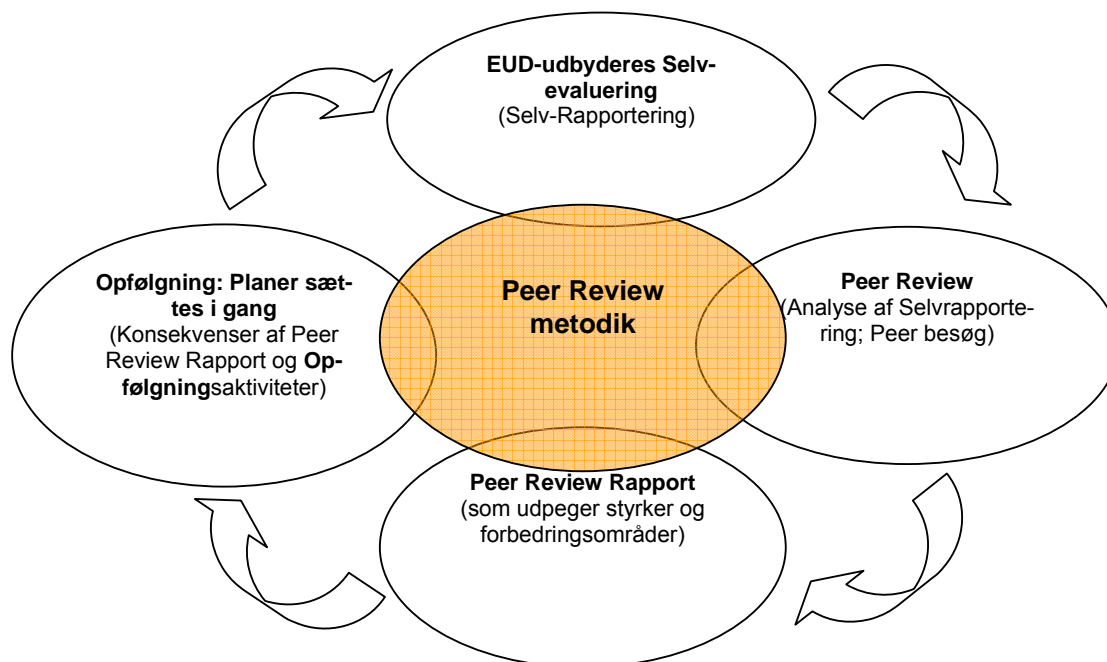 EUD-udbyderes Selv-
evaluering
(Selv-Rapportering)
Opfølgning: Planer sæt-
tes i gang
(Konsekvenser af Peer
Review Rapport og Op-
følgningsaktiviteter)
Peer Review
metodik
Peer Review
(Analyse af Selvrapporte-
ring; Peer besøg)
Peer Review Rapport
(som udpeger styrker og
forbedringsområder)